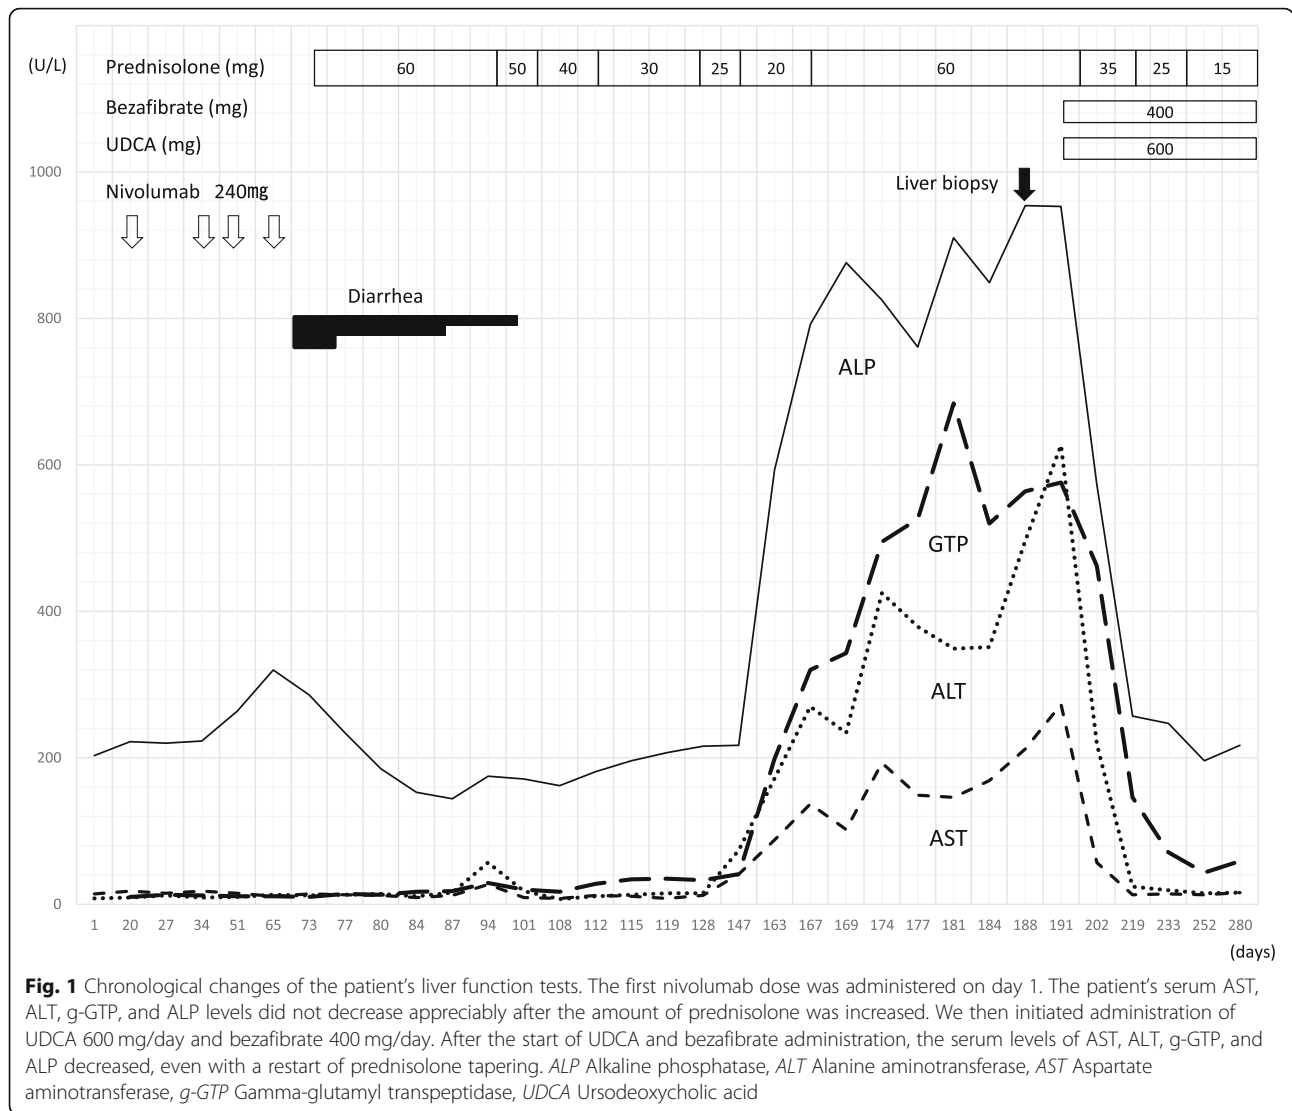 (U/L)
Prednisolone (mg) 60 50 40 30 25 20 60 35 25 15
Bezafibrate (mg) 400
UDCA (mg) 600
1000
Nivolumab 240mg
Liver biopsy
Diarrhea
800
ALP
600
GTP
400
ALT
200
AST
0
1 20 27 34 51 65 73 77 80 84 87 94 101 108 112 115 119 128 147 163 167 169 174 177 181 184 188 191 202 219 233 252 280
(days)
Fig. 1 Chronological changes of the patient's liver function tests. The first nivolumab dose was administered on day 1. The patient's serum AST,
ALT, g-GTP, and ALP levels did not decrease appreciably after the amount of prednisolone was increased. We then initiated administration of
UDCA 600 mg/day and bezafibrate 400 mg/day. After the start of UDCA and bezafibrate administration, the serum levels of AST, ALT, g-GTP, and
ALP decreased, even with a restart of prednisolone tapering. ALP Alkaline phosphatase, ALT Alanine aminotransferase, AST Aspartate
aminotransferase, g-GTP Gamma-glutamyl transpeptidase, UDCA Ursodeoxycholic acid